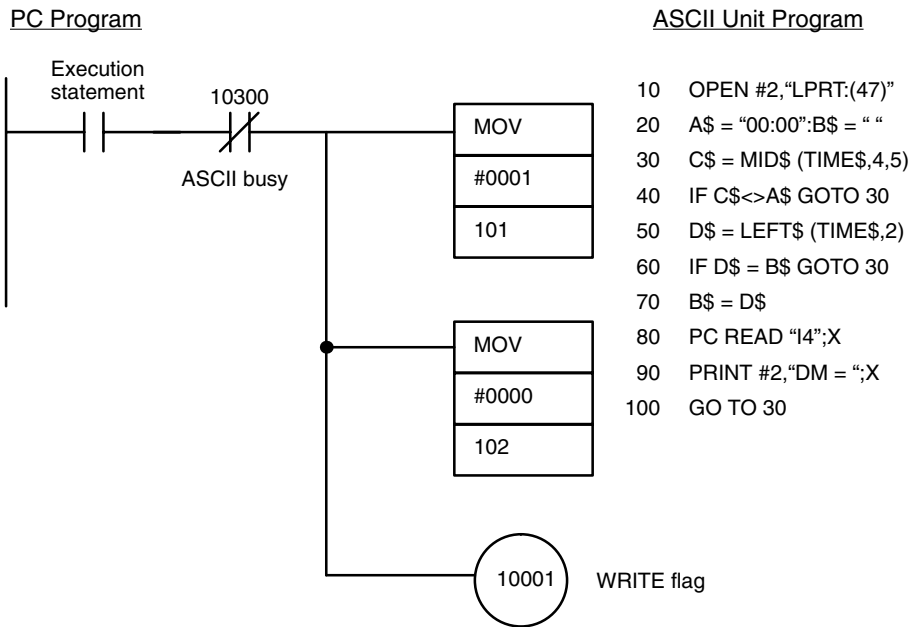 PC Program
Execution
statement
10300
ASCII busy
MOV
#0001
101
MOV
#0000
102
10001
WRITE flag
ASCII Unit Program
10 OPEN #2,“LPRT:(47)”
20 A$ = “00:00”:B$ = “ “
30 C$ = MID$ (TIME$,4,5)
40 IF C$<>A$ GOTO 30
50 D$ = LEFT$ (TIME$,2)
60 IF D$ = B$ GOTO 30
70 B$ = D$
80 PC READ “I4”;X
90 PRINT #2,“DM = “;X
100 GO TO 30